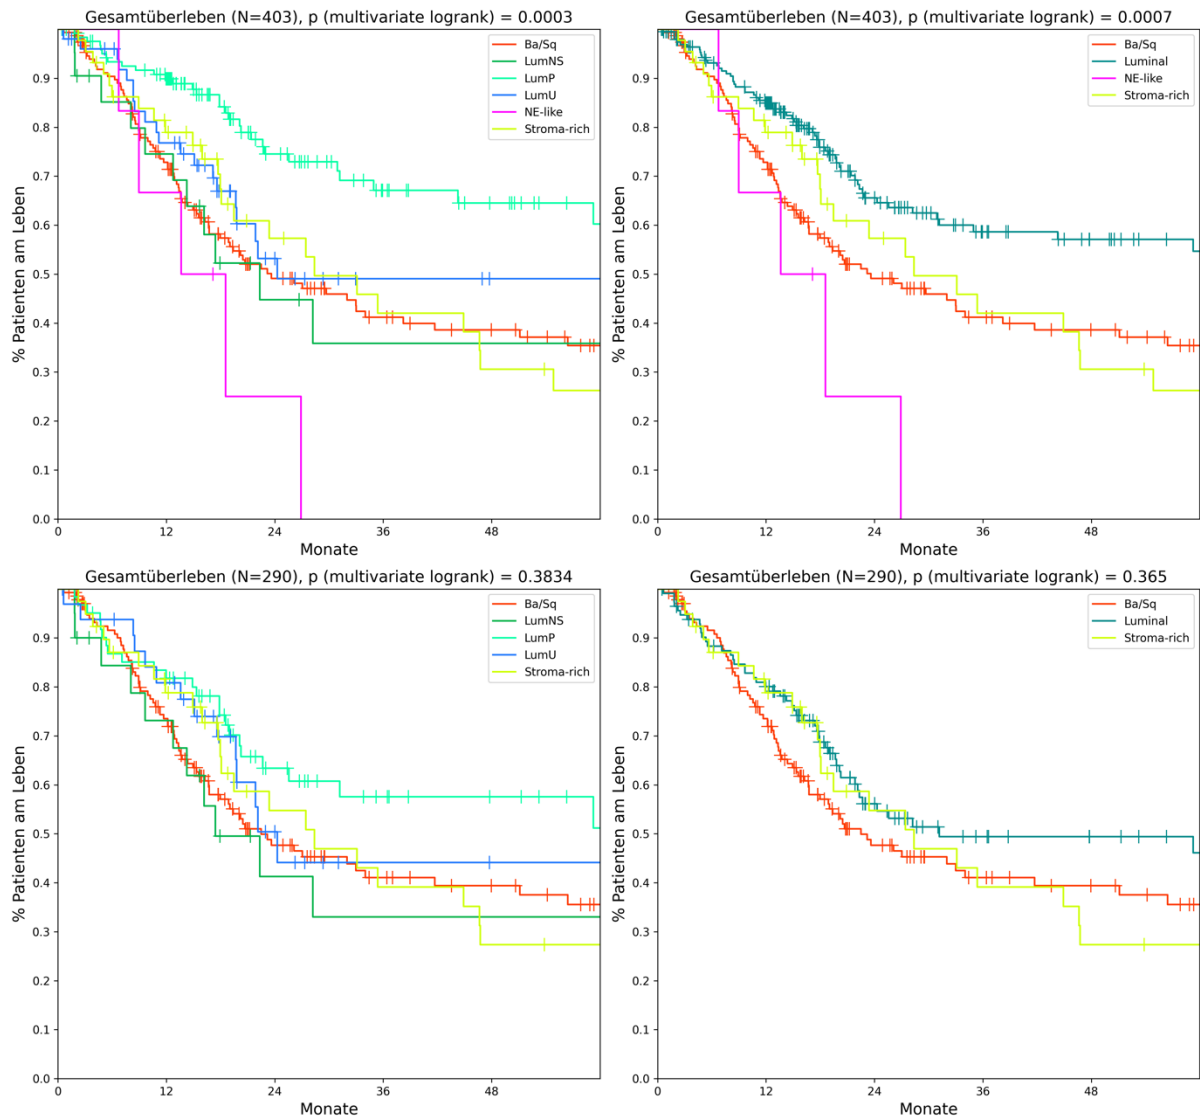 Gesamtüberleben (N=403), p (multivariate logrank) = 0.0003
% Patienten am Leben
0.9
0.8
0.7
0.6
0.5
0.4
0.3
0.2
0.1
0.0
Ba/Sq
LumNS
LumP
LumU
NE-like
Stroma-rich
0
12
24
36
48
Monate
Gesamtüberleben (N=403), p (multivariate logrank) = 0.0007
% Patienten am Leben
0.9
0.8
0.7
0.6
0.5
0.4
0.3
0.2
0.1
0.0
Ba/Sq
Luminal
NE-like
Stroma-rich
0
12
24
36
48
Monate
Gesamtüberleben (N=290), p (multivariate logrank) = 0.3834
% Patienten am Leben
0.9
0.8
0.7
0.6
0.5
0.4
0.3
0.2
0.1
0.0
Ba/Sq
LumNS
LumP
LumU
Stroma-rich
0
12
24
36
48
Monate
Gesamtüberleben (N=290), p (multivariate logrank) = 0.365
% Patienten am Leben
0.9
0.8
0.7
0.6
0.5
0.4
0.3
0.2
0.1
0.0
Ba/Sq
Luminal
Stroma-rich
0
12
24
36
48
Monate